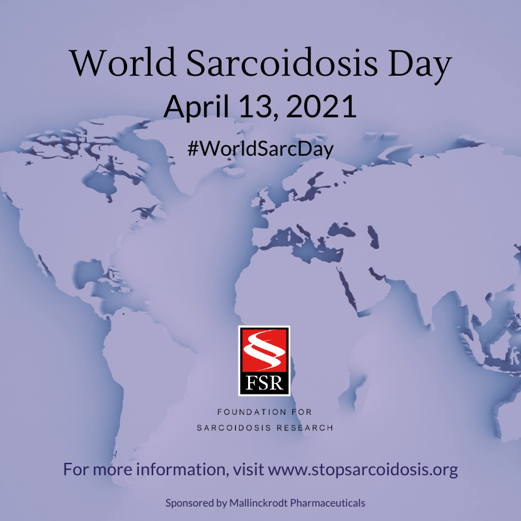 World Sarcoidosis Day
April 13, 2021
#WorldSarcDay
FSR
FOUNDATION FOR
SARCOIDOSIS RESEARCH
For more information, visit www.stopsarcoidosis.org
Sponsored by Mallinckrodt Pharmaceuticals